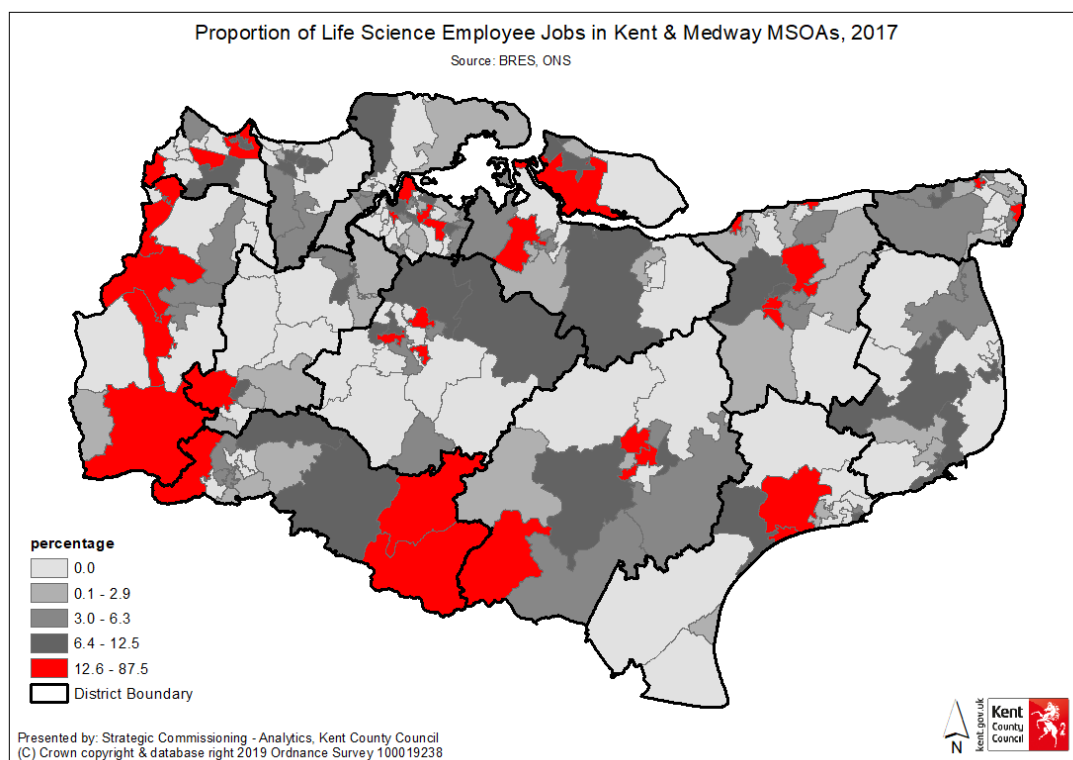 Proportion of Life Science Employee Jobs in Kent & Medway MSOAs, 2017
Source: BRES, ONS
percentage
0.0
0.1 - 2.9
3.0 - 6.3
6.4 - 12.5
12.6 - 87.5
District Boundary
Presented by: Strategic Commissioning - Analytics, Kent County Council
(C) Crown copyright & database right 2019 Ordnance Survey 100019238
N
kent.gov.uk
Kent
County
Council